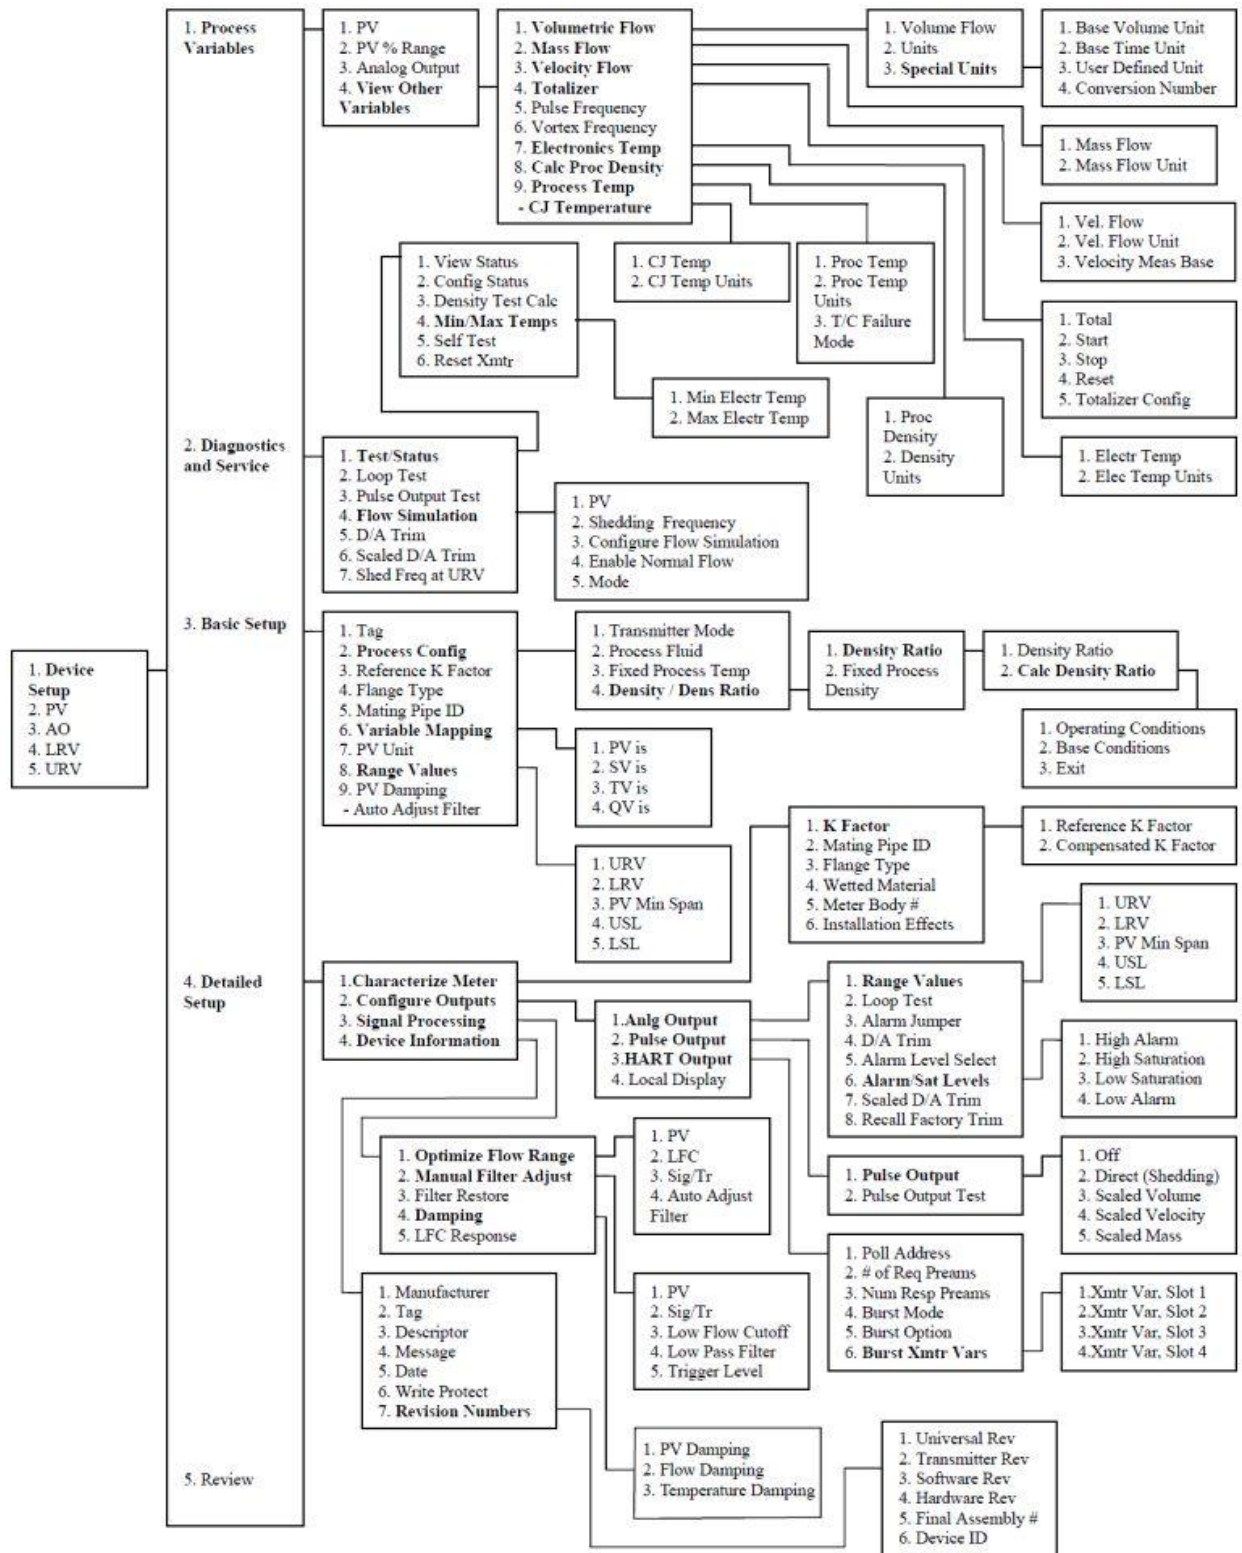 1. Device
Setup
2. PV
3. AO
4. LRV
5. URV
1. Process
Variables
2. Diagnostics
and Service
3. Basic Setup
4. Detailed
Setup
5. Review
1. PV
2. PV % Range
3. Analog Output
4. View Other
Variables
1. Volumetric Flow
2. Mass Flow
3. Velocity Flow
4. Totalizer
5. Pulse Frequency
6. Vortex Frequency
7. Electronics Temp
8. Calc Proc Density
9. Process Temp
- CJ Temperature
1. Volume Flow
2. Units
3. Special Units
1. Base Volume Unit
2. Base Time Unit
3. User Defined Unit
4. Conversion Number
1. Mass Flow
2. Mass Flow Unit
1. Vel. Flow
2. Vel. Flow Unit
3. Velocity Meas Base
1. Total
2. Start
3. Stop
4. Reset
5. Totalizer Config
1. Electr Temp
2. Elec Temp Units
1. Proc
Density
2. Density
Units
1. Proc Temp
2. Proc Temp
Units
3. T/C Failure
Mode
1. CJ Temp
2. CJ Temp Units
1. View Status
2. Config Status
3. Density Test Calc
4. Min/Max Temps
5. Self Test
6. Reset Xmtr
1. Min Electr Temp
2. Max Electr Temp
1. Test/Status
2. Loop Test
3. Pulse Output Test
4. Flow Simulation
5. D/A Trim
6. Scaled D/A Trim
7. Shed Freq at URV
1. PV
2. Shedding Frequency
3. Configure Flow Simulation
4. Enable Normal Flow
5. Mode
1. Tag
2. Process Config
3. Reference K Factor
4. Flange Type
5. Mating Pipe ID
6. Variable Mapping
7. PV Unit
8. Range Values
9. PV Damping
- Auto Adjust Filter
1. Transmitter Mode
2. Process Fluid
3. Fixed Process Temp
4. Density / Dens Ratio
1. Density Ratio
2. Fixed Process
Density
1. Density Ratio
2. Calc Density Ratio
1. Operating Conditions
2. Base Conditions
3. Exit
1. PV is
2. SV is
3. TV is
4. QV is
1. URV
2. LRV
3. PV Min Span
4. USL
5. LSL
1.Characterize Meter
2. Configure Outputs
3. Signal Processing
4. Device Information
1. K Factor
2. Mating Pipe ID
3. Flange Type
4. Wetted Material
5. Meter Body #
6. Installation Effects
1. Reference K Factor
2. Compensated K Factor
1.Anlg Output
2. Pulse Output
3.HART Output
4. Local Display
1. Range Values
2. Loop Test
3. Alarm Jumper
4. D/A Trim
5. Alarm Level Select
6. Alarm/Sat Levels
7. Scaled D/A Trim
8. Recall Factory Trim
1. URV
2. LRV
3. PV Min Span
4. USL
5. LSL
1. High Alarm
2. High Saturation
3. Low Saturation
4. Low Alarm
1. Pulse Output
2. Pulse Output Test
1. Off
2. Direct (Shedding)
3. Scaled Volume
4. Scaled Velocity
5. Scaled Mass
1. Poll Address
2. # of Req Preams
3. Num Resp Preams
4. Burst Mode
5. Burst Option
6. Burst Xmtr Vars
1.Xmtr Var, Slot 1
2.Xmtr Var, Slot 2
3.Xmtr Var, Slot 3
4.Xmtr Var, Slot 4
1. Optimize Flow Range
2. Manual Filter Adjust
3. Filter Restore
4. Damping
5. LFC Response
1. PV
2. LFC
3. Sig/Tr
4. Auto Adjust
Filter
1. PV
2. Sig/Tr
3. Low Flow Cutoff
4. Low Pass Filter
5. Trigger Level
1. PV Damping
2. Flow Damping
3. Temperature Damping
1. Manufacturer
2. Tag
3. Descriptor
4. Message
5. Date
6. Write Protect
7. Revision Numbers
1. Universal Rev
2. Transmitter Rev
3. Software Rev
4. Hardware Rev
5. Final Assembly #
6. Device ID